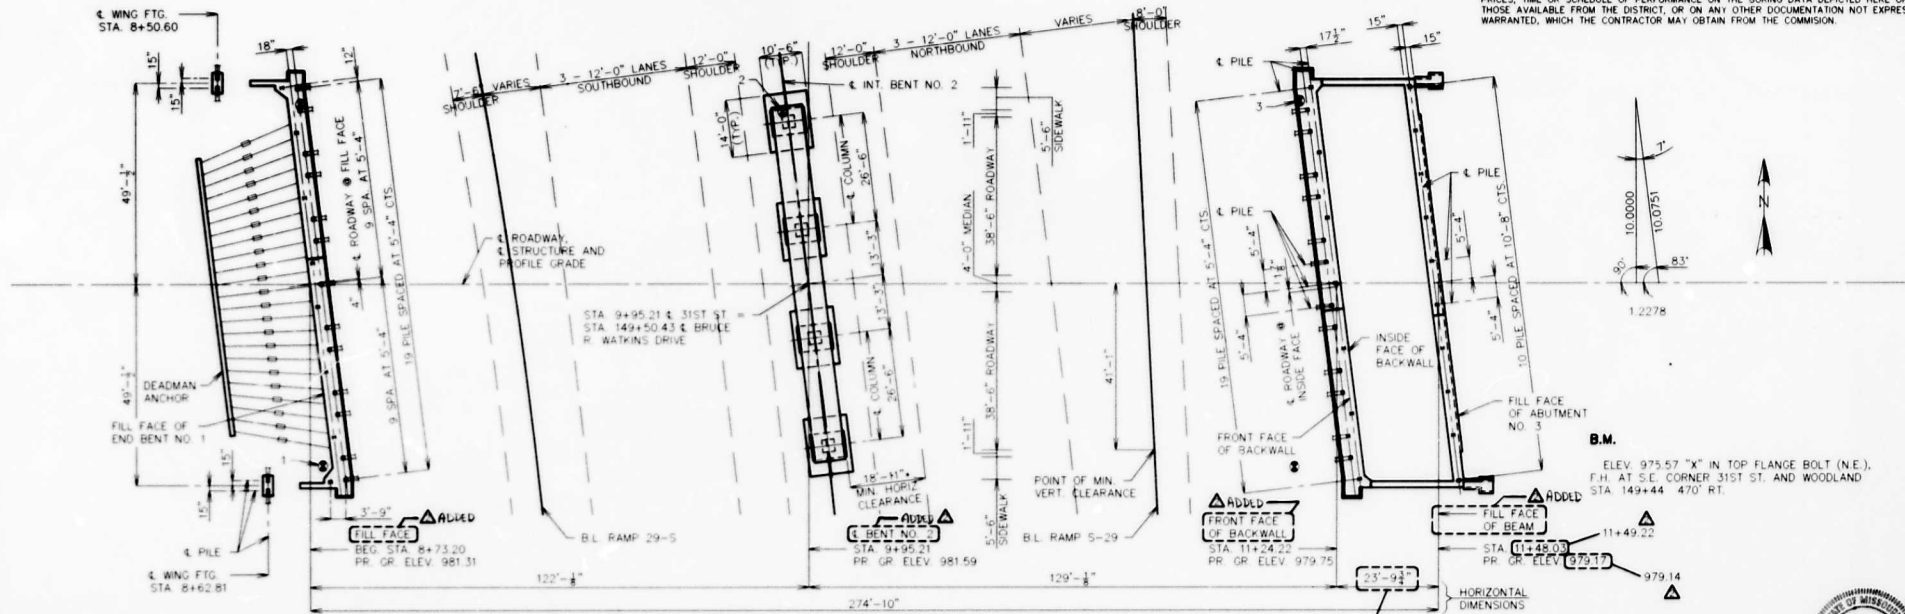 PRICES, TIME OR SCHEDULE OF PERFORMANCE ON THE BORING DATA DEPICTED HERE OR
THOSE AVAILABLE FROM THE DISTRICT, OR ON ANY OTHER DOCUMENTATION NOT EXPRES
WARRANTED, WHICH THE CONTRACTOR MAY OBTAIN FROM THE COMMISION.
℄ WING FTG.
STA. 8+50.60
15"
15"
18"
12"
49'-1½"
49'-1½"
℄ ROADWAY @ FILL FACE
9 SPA. AT 5'-4"
4"
9 SPA. AT 5'-4"
19 PILE SPACED AT 5'-4" CTS.
DEADMAN
ANCHOR
FILL FACE OF
END BENT NO. 1
1
15"
15"
3'-9"
℄ PILE
℄ WING FTG.
STA 8+62.81
ADDED
FILL FACE
BEG. STA. 8+73.20
PR. GR. ELEV. 981.31
7'-6"
SHOULDER
VARIES
3 - 12'-0" LANES
SOUTHBOUND
12'-0"
SHOULDER
10'-6"
(TYP.)
12'-0"
SHOULDER
3 - 12'-0" LANES
NORTHBOUND
VARIES
8'-0"
SHOULDER
2
℄ INT. BENT NO. 2
14'-0"
(TYP.)
℄ COLUMN
26'-6"
13'-3"
13'-3"
℄ COLUMN
26'-6"
1'-11"
5'-6"
SIDEWALK
38'-6" ROADWAY
4'-0" MEDIAN
38'-6" ROADWAY
1'-11"
5'-6"
SIDEWALK
℄ ROADWAY,
℄ STRUCTURE AND
PROFILE GRADE
STA. 9+95.21 ℄ 31ST ST. =
STA. 149+50.43 ℄ BRUCE
R. WATKINS DRIVE
41'-1"
18'-11"
MIN. HORIZ.
CLEARANCE
POINT OF MIN.
VERT. CLEARANCE
B.L. RAMP 29-S
B.L. RAMP S-29
ADDED
℄ BENT NO. 2
STA. 9+95.21
PR. GR. ELEV. 981.59
17½"
15"
15"
℄ PILE
3
19 PILE SPACED AT 5'-4" CTS.
℄ PILE
5'-4"
5'-4"
℄ ROADWAY @
INSIDE FACE
INSIDE
FACE OF
BACKWALL
FRONT FACE
OF BACKWALL
℄ PILE
5'-4"
5'-4"
10 PILE SPACED AT 10'-8" CTS.
FILL FACE
OF ABUTMENT
NO. 3
7°
10.0000
10.0751
90°
83°
1.2278
N
B.M.
ELEV. 975.57 "X" IN TOP FLANGE BOLT (N.E.),
F.H. AT S.E. CORNER 31ST ST. AND WOODLAND
STA 149+44 470' RT.
ADDED
FRONT FACE
OF BACKWALL
STA. 11+24.22
PR. GR. ELEV. 979.75
ADDED
FILL FACE
OF BEAM
STA. 11+48.03
11+49.22
PR. GR. ELEV. 979.17
979.14
122'-⅛"
129'-⅛"
23'-9¾"
274'-10"
HORIZONTAL
DIMENSIONS